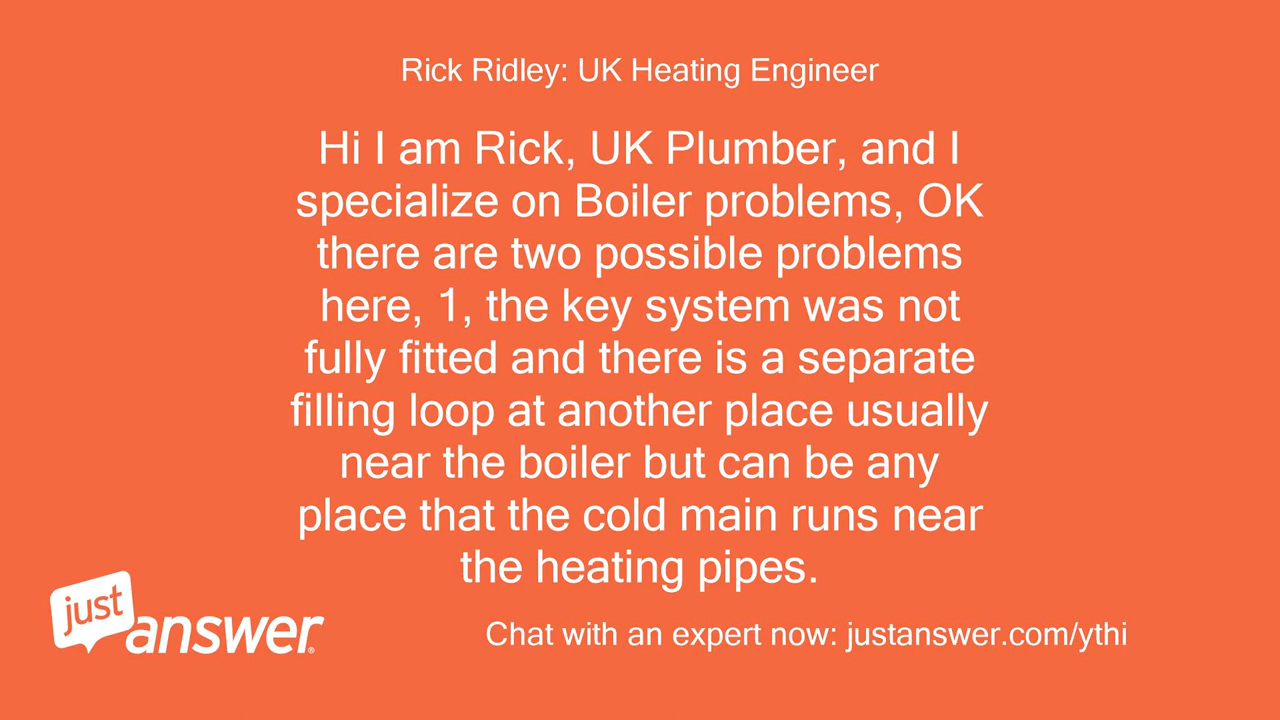 Rick Ridley: UK Heating Engineer
Hi I am Rick, UK Plumber, and I
specialize on Boiler problems, OK
there are two possible problems
here, 1, the key system was not
fully fitted and there is a separate
filling loop at another place usually
near the boiler but can be any
place that the cold main runs near
the heating pipes.
just
answer®
Chat with an expert now: justanswer.com/ythi